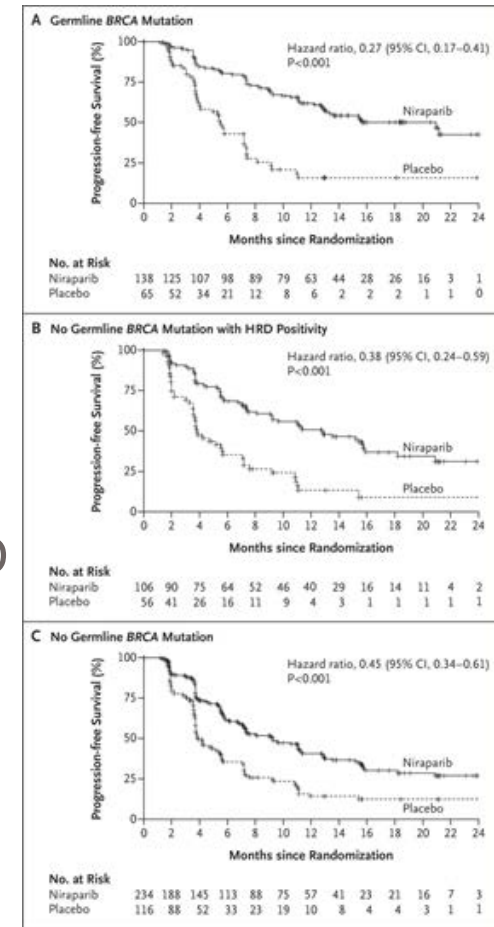 A Germline BRCA Mutation
Progression-free Survival (%)
100
75
50
25
0
Hazard ratio, 0.27 (95% CI, 0.17–0.41)
P<0.001
Niraparib
Placebo
0 2 4 6 8 10 12 14 16 18 20 22 24
Months since Randomization
No. at Risk
Niraparib 138 125 107 98 89 79 63 44 28 26 16 3 1
Placebo 65 52 34 21 12 8 6 2 2 2 1 1 0
B No Germline BRCA Mutation with HRD Positivity
Progression-free Survival (%)
100
75
50
25
0
Hazard ratio, 0.38 (95% CI, 0.24–0.59)
P<0.001
Niraparib
Placebo
0 2 4 6 8 10 12 14 16 18 20 22 24
Months since Randomization
No. at Risk
Niraparib 106 90 75 64 52 46 40 29 16 14 11 4 2
Placebo 56 41 26 16 11 9 4 3 1 1 1 1 1
C No Germline BRCA Mutation
Progression-free Survival (%)
100
75
50
25
0
Hazard ratio, 0.45 (95% CI, 0.34–0.61)
P<0.001
Niraparib
Placebo
0 2 4 6 8 10 12 14 16 18 20 22 24
Months since Randomization
No. at Risk
Niraparib 234 188 145 113 88 75 57 41 23 21 16 7 3
Placebo 116 88 52 33 23 19 10 8 4 4 3 1 1